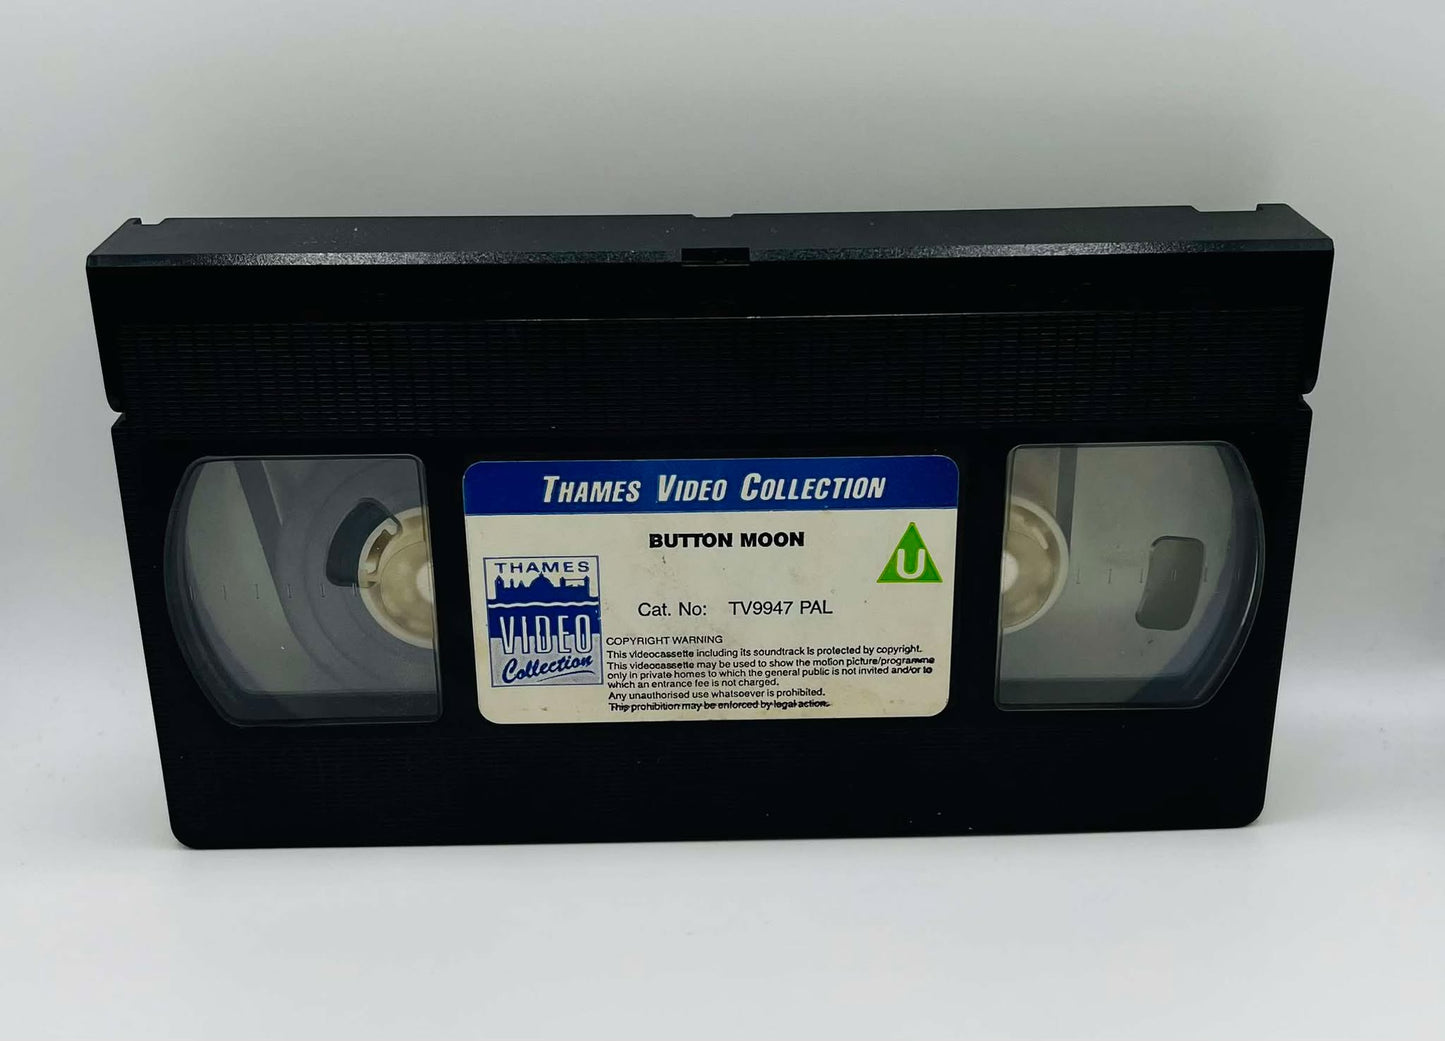 THAMES VIDEO COLLECTION
BUTTON MOON
U
THAMES
VIDEO
Collection
Cat. No: TV9947 PAL
COPYRIGHT WARNING
This videocassette including its soundtrack is protected by copyright.
This videocassette may be used to show the motion picture/programme
only in private homes to which the general public is not invited and/or to
which an entrance fee is not charged.
Any unauthorised use whatsoever is prohibited.
This prohibition may be enforced by legal action.